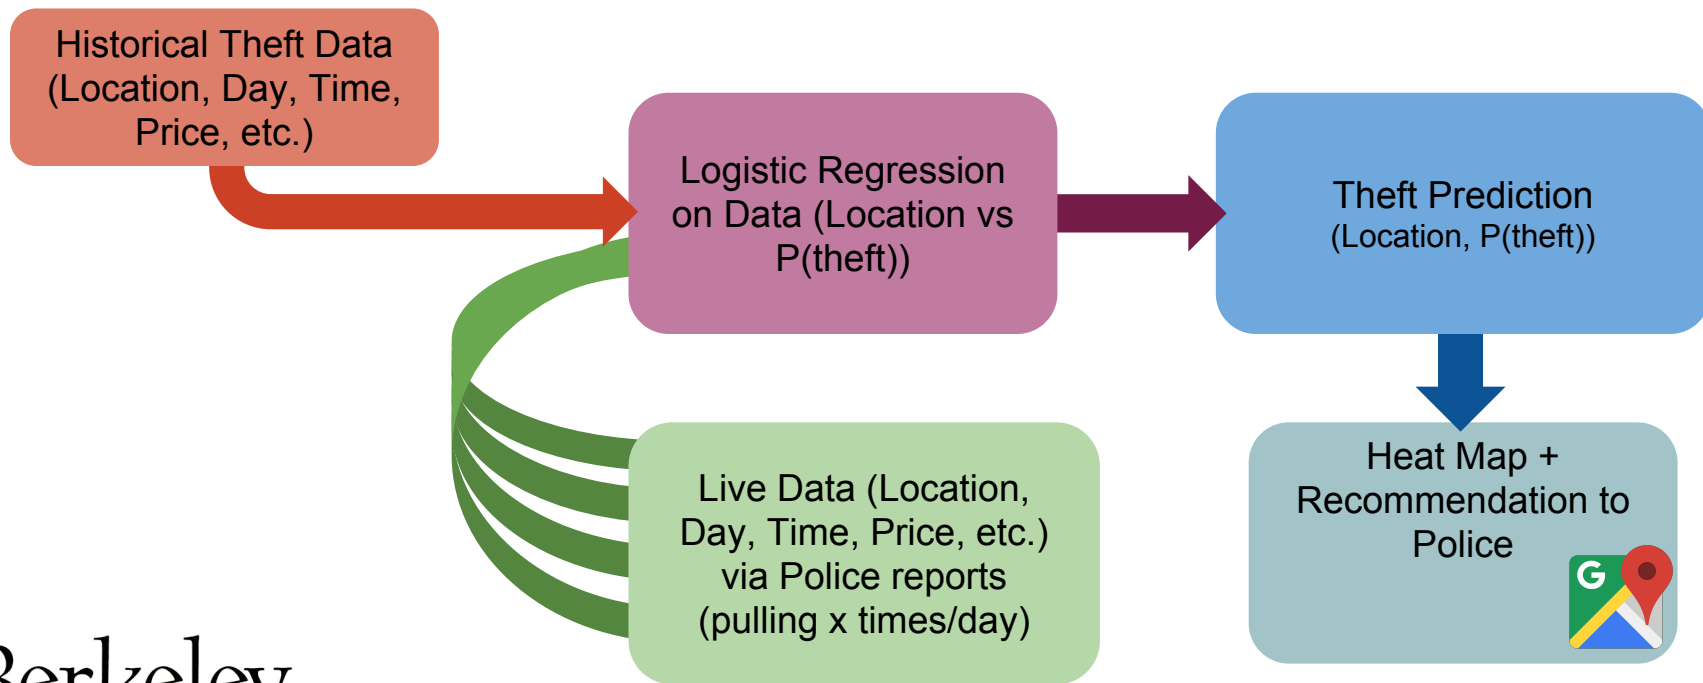 Historical Theft Data
(Location, Day, Time,
Price, etc.)
Logistic Regression
on Data (Location vs
P(theft))
Theft Prediction
(Location, P(theft))
Live Data (Location,
Day, Time, Price, etc.)
via Police reports
(pulling x times/day)
Heat Map +
Recommendation to
Police
G
Berkeley